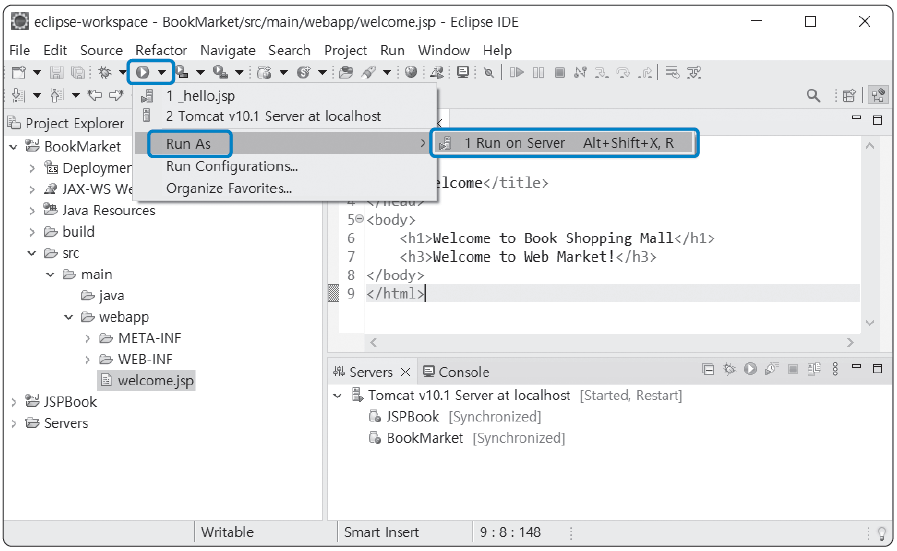 eclipse-workspace - BookMarket/src/main/webapp/welcome.jsp - Eclipse IDE
File Edit Source Refactor Navigate Search Project Run Window Help
1 _hello.jsp
2 Tomcat v10.1 Server at localhost
Run As
1 Run on Server Alt+Shift+X, R
Run Configurations...
Organize Favorites...
Project Explorer
BookMarket
Deploymen
JAX-WS We
Java Resources
build
src
main
java
webapp
META-INF
WEB-INF
welcome.jsp
JSPBook
Servers
elcome</title>
4 </head>
5 <body>
6 <h1>Welcome to Book Shopping Mall</h1>
7 <h3>Welcome to Web Market!</h3>
8 </body>
9 </html>
Servers Console
Tomcat v10.1 Server at localhost [Started, Restart]
JSPBook [Synchronized]
BookMarket [Synchronized]
Writable Smart Insert 9 : 8 : 148